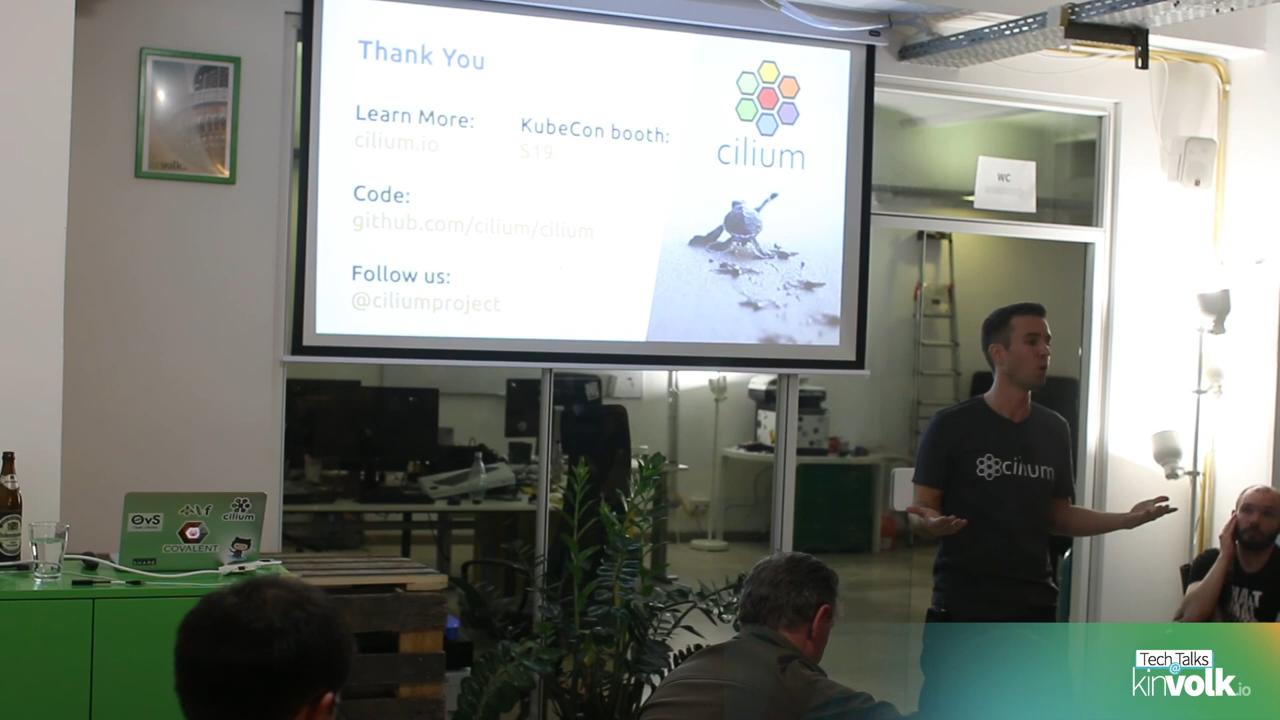 Thank You
Learn More:
cilium.io
KubeCon booth:
S19
Code:
github.com/cilium/cilium
Follow us:
@ciliumproject
cilium
WC
volk
cilium
OvS
cilium
COVALENT
Tech Talks
@
kinvolk.io